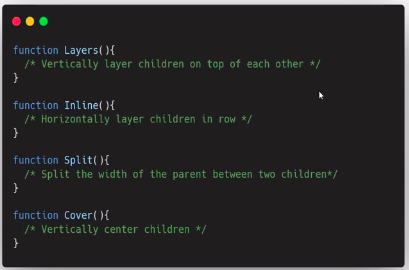 function Layers(){
  /* Vertically layer children on top of each other */
}
function Inline(){
  /* Horizontally layer children in row */
}
function Split(){
  /* Split the width of the parent between two children*/
}
function Cover(){
  /* Vertically center children */
}